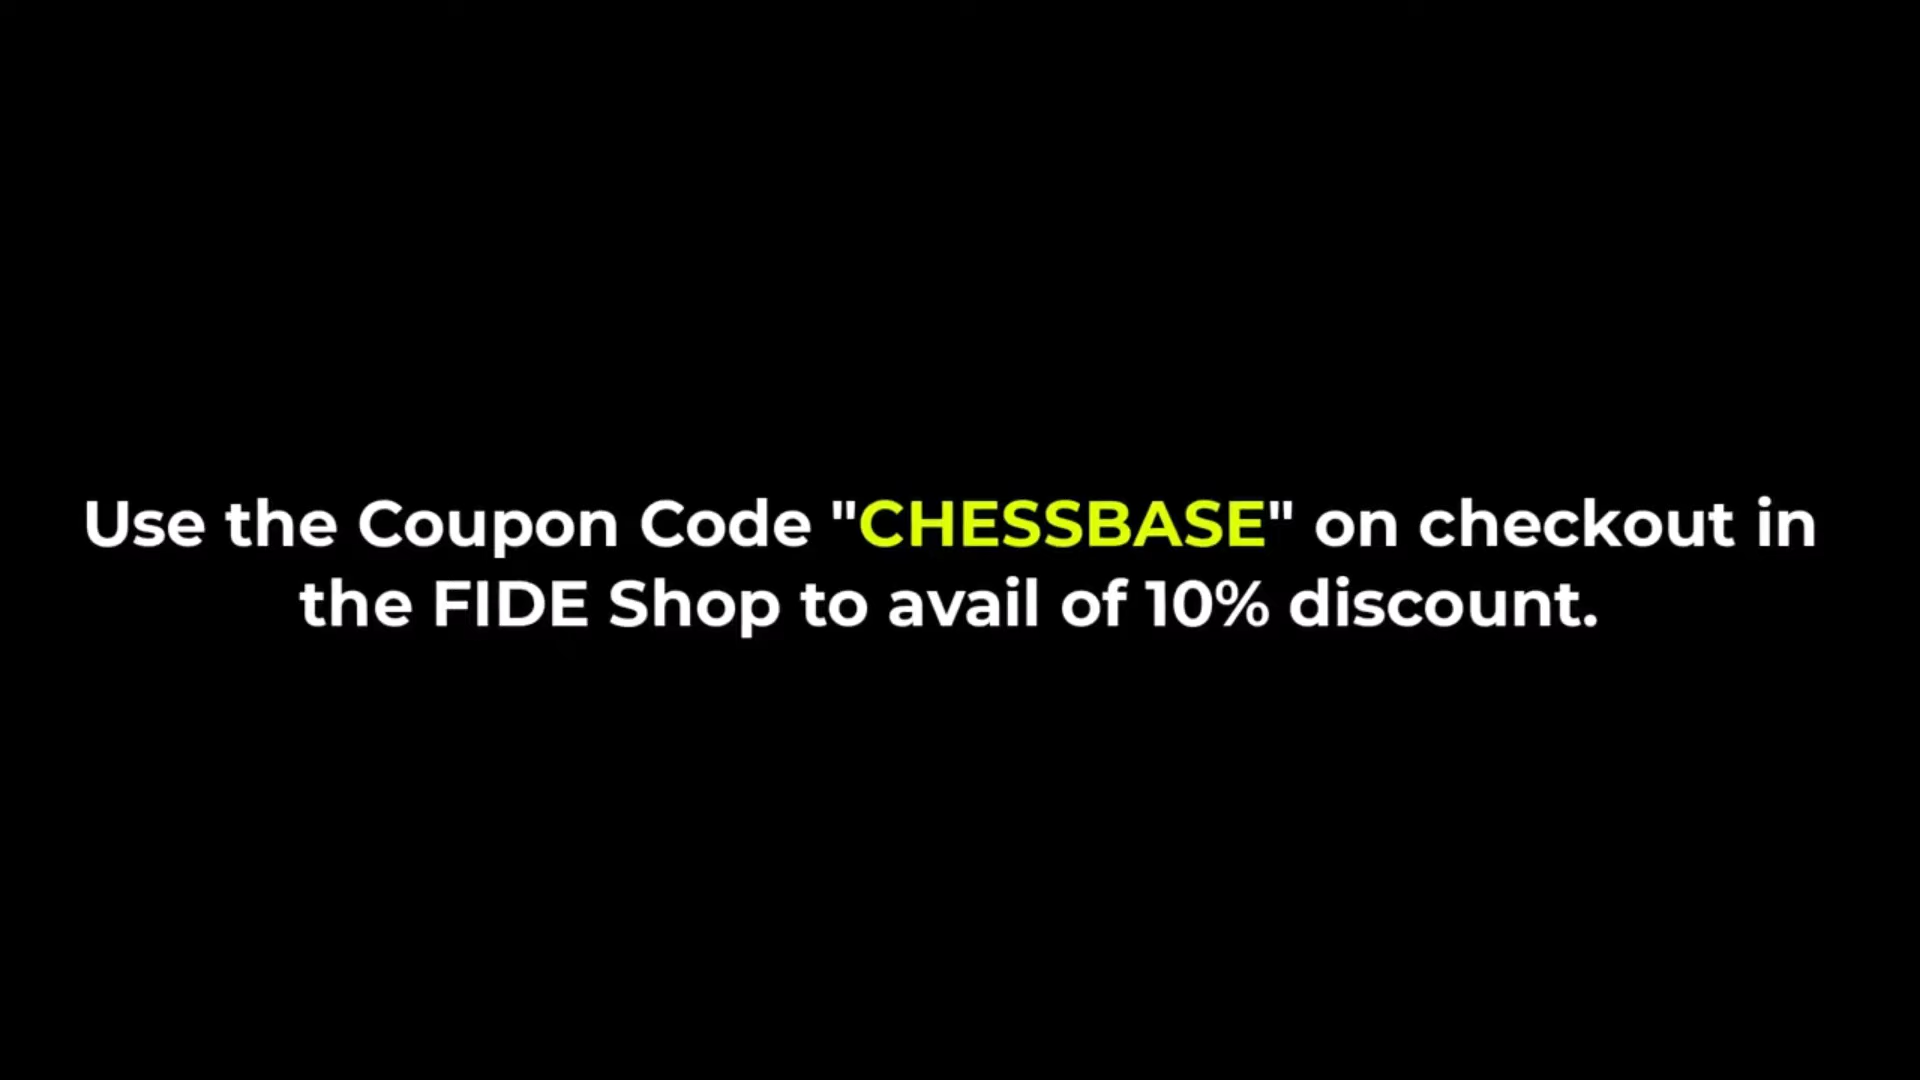 Use the Coupon Code "CHESSBASE" on checkout in
the FIDE Shop to avail of 10% discount.